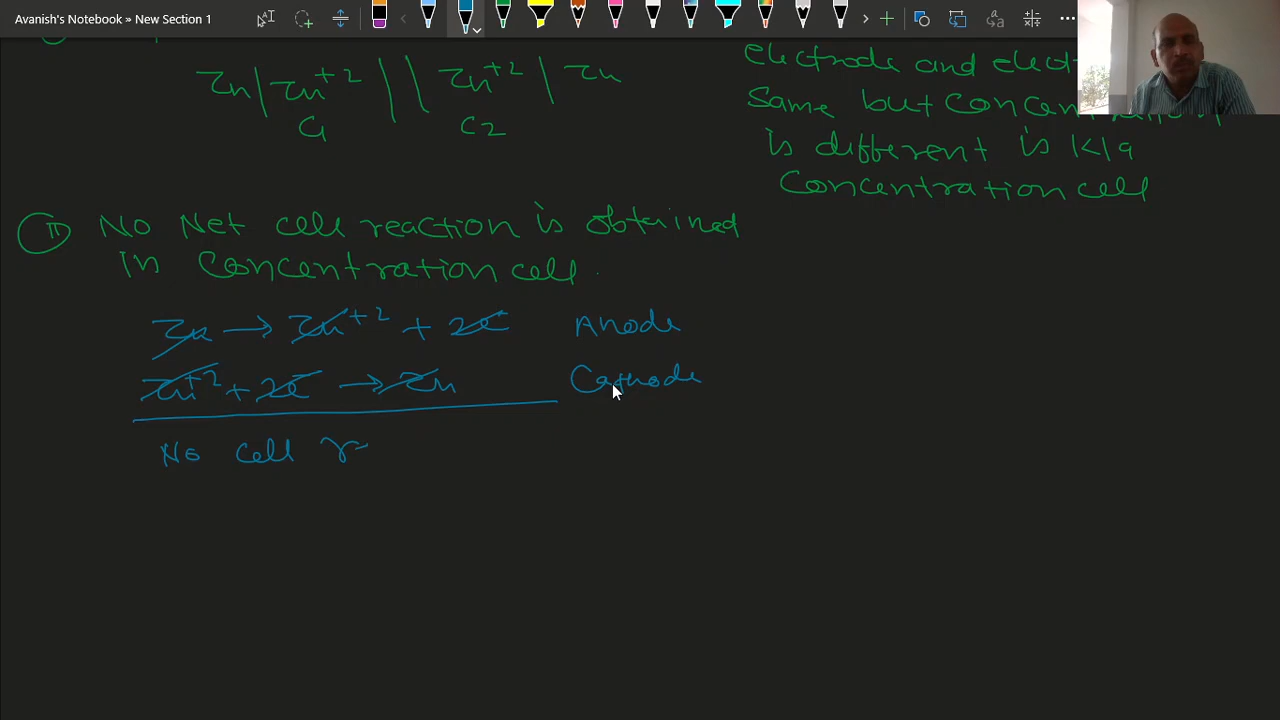 Avanish's Notebook » New Section 1
Zn | Zn+2 || Zn+2 | Zn
C1 C2
electrode and
Same but concentration
is different is K/a
Concentration cell
II No Net cell reaction is obtained
in concentration cell.
Zn → Zn+2 + 2e Anode
Zn+2 + 2e → Zn Cathode
No cell r